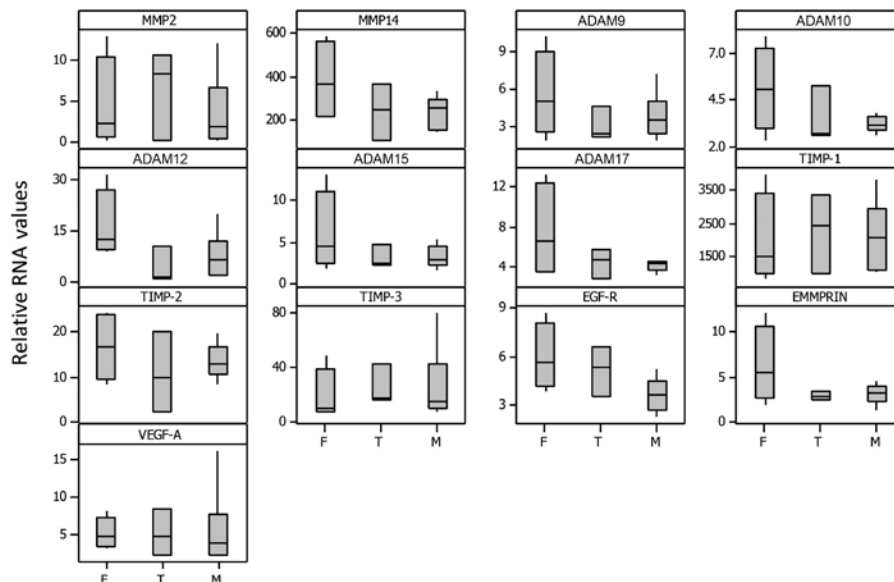 MMP2 MMP14 ADAM9 ADAM10
10 600 9 7.0
5 400 6 4.5
0 200 3 2.0
ADAM12 ADAM15 ADAM17 TIMP-1
30 10 12 3500
15 5 8 2500
0 0 4 1500
TIMP-2 TIMP-3 EGF-R EMMPRIN
20 80 9 10
10 40 6 5
0 0 3 0
VEGF-A F T M F T M F T M
15
10
5
F T M
Relative RNA values